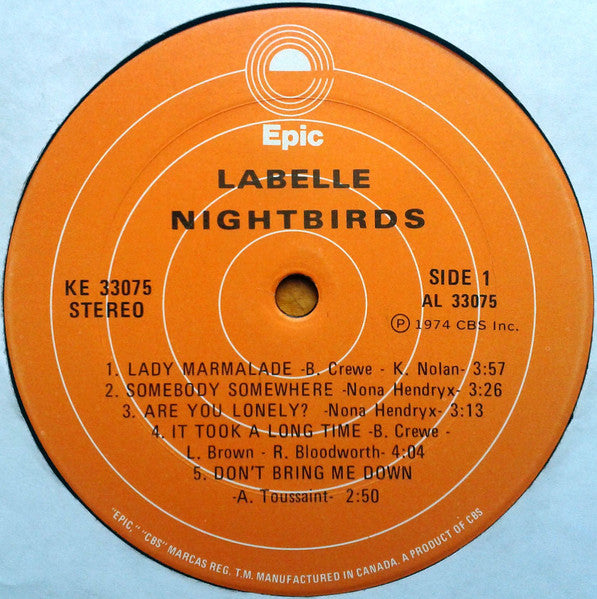 Epic
LABELLE
NIGHTBIRDS
KE 33075
STEREO
SIDE 1
AL 33075
Ⓟ 1974 CBS Inc.
1. LADY MARMALADE -B. Crewe - K. Nolan- 3:57
2. SOMEBODY SOMEWHERE -Nona Hendryx- 3:26
3. ARE YOU LONELY? -Nona Hendryx- 3:13
4. IT TOOK A LONG TIME -B. Crewe -
L. Brown - R. Bloodworth- 4:04
5. DON'T BRING ME DOWN
-A. Toussaint- 2:50
"EPIC," "CBS" MARCAS REG. T.M. MANUFACTURED IN CANADA. A PRODUCT OF CBS